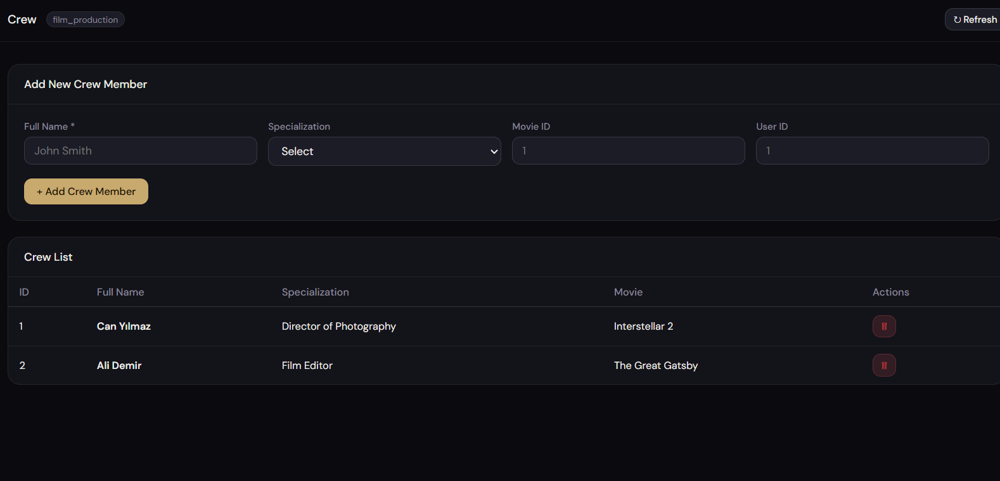 Crew film_production ↻ Refresh
Add New Crew Member
Full Name * Specialization Movie ID User ID
John Smith Select 1 1
+ Add Crew Member
Crew List
ID Full Name Specialization Movie Actions
1 Can Yılmaz Director of Photography Interstellar 2
2 Ali Demir Film Editor The Great Gatsby